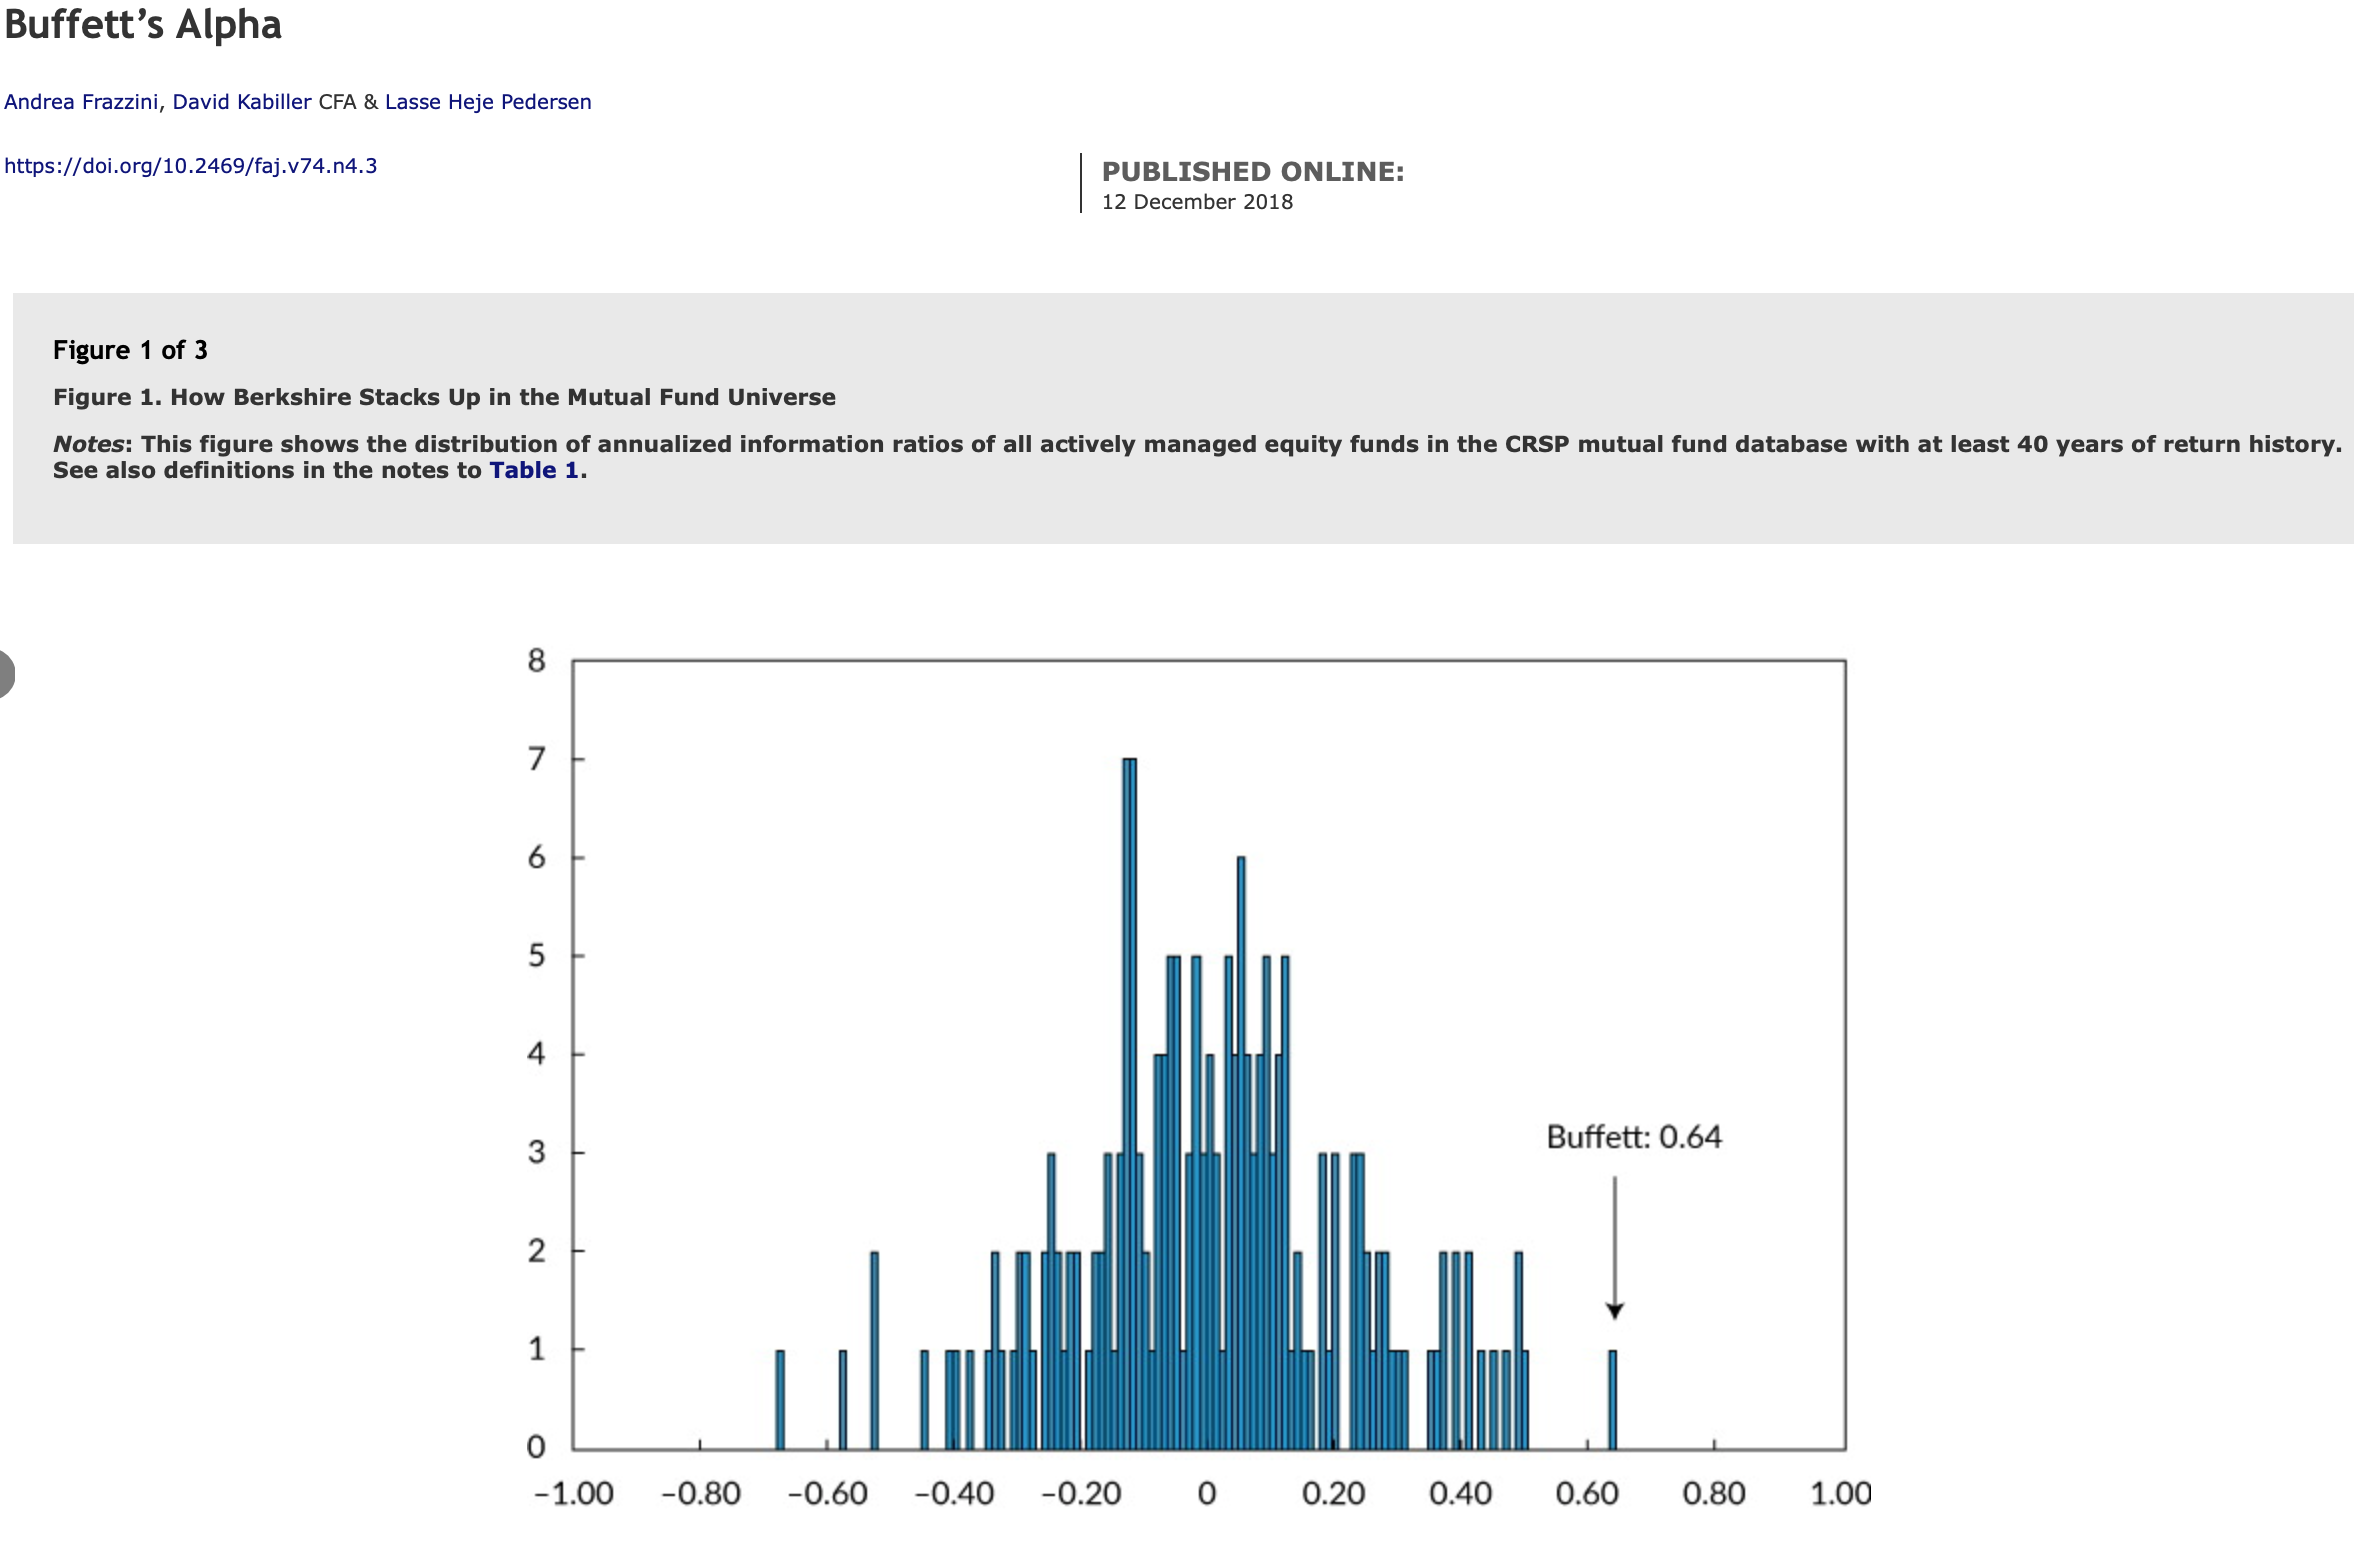 Buffett’s Alpha
Andrea Frazzini, David Kabiller CFA & Lasse Heje Pedersen
https://doi.org/10.2469/faj.v74.n4.3
PUBLISHED ONLINE:
12 December 2018
Figure 1 of 3
Figure 1. How Berkshire Stacks Up in the Mutual Fund Universe
Notes: This figure shows the distribution of annualized information ratios of all actively managed equity funds in the CRSP mutual fund database with at least 40 years of return history.
See also definitions in the notes to Table 1.
8
7
6
5
4
3
2
1
0
Buffett: 0.64
−1.00 −0.80 −0.60 −0.40 −0.20 0 0.20 0.40 0.60 0.80 1.00